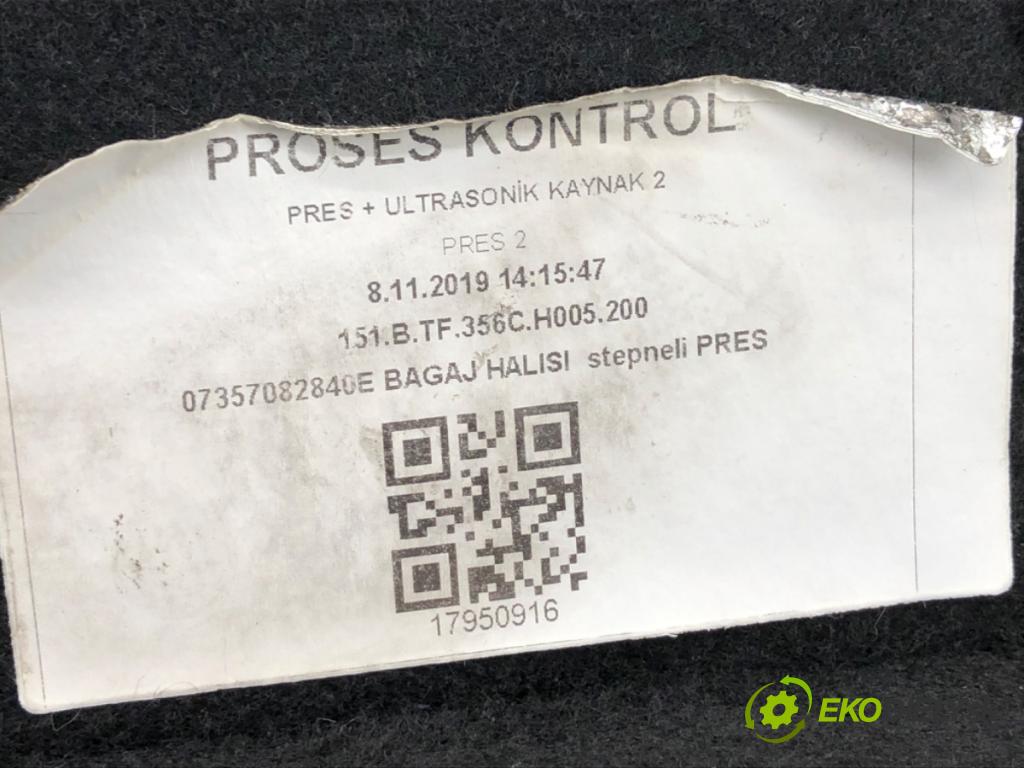 PROSES KONTROL
PRES + ULTRASONİK KAYNAK 2
PRES 2
8.11.2019 14:15:47
151.B.TF.356C.H005.200
07357082840E BAGAJ HALISI stepneli PRES
17950916
EKO